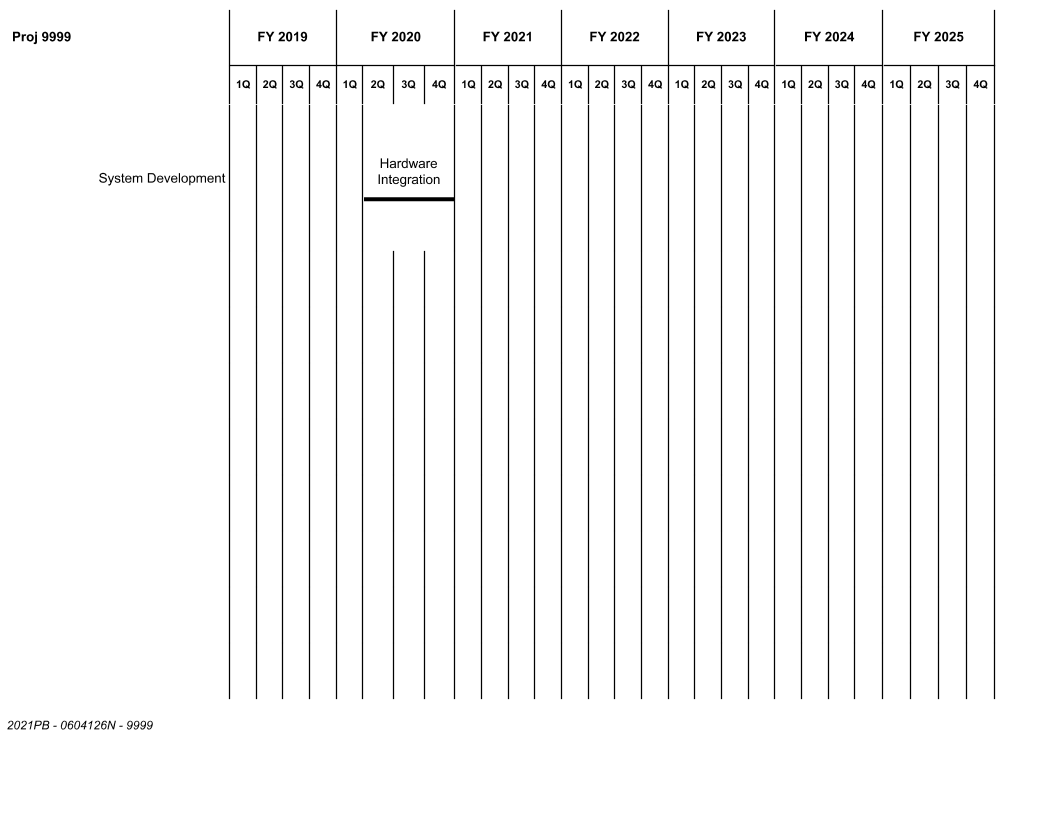 Proj 9999 FY 2019 FY 2020 FY 2021 FY 2022 FY 2023 FY 2024 FY 2025
1Q 2Q 3Q 4Q 1Q 2Q 3Q 4Q 1Q 2Q 3Q 4Q 1Q 2Q 3Q 4Q 1Q 2Q 3Q 4Q 1Q 2Q 3Q 4Q 1Q 2Q 3Q 4Q
System Development
Hardware
Integration
2021PB - 0604126N - 9999